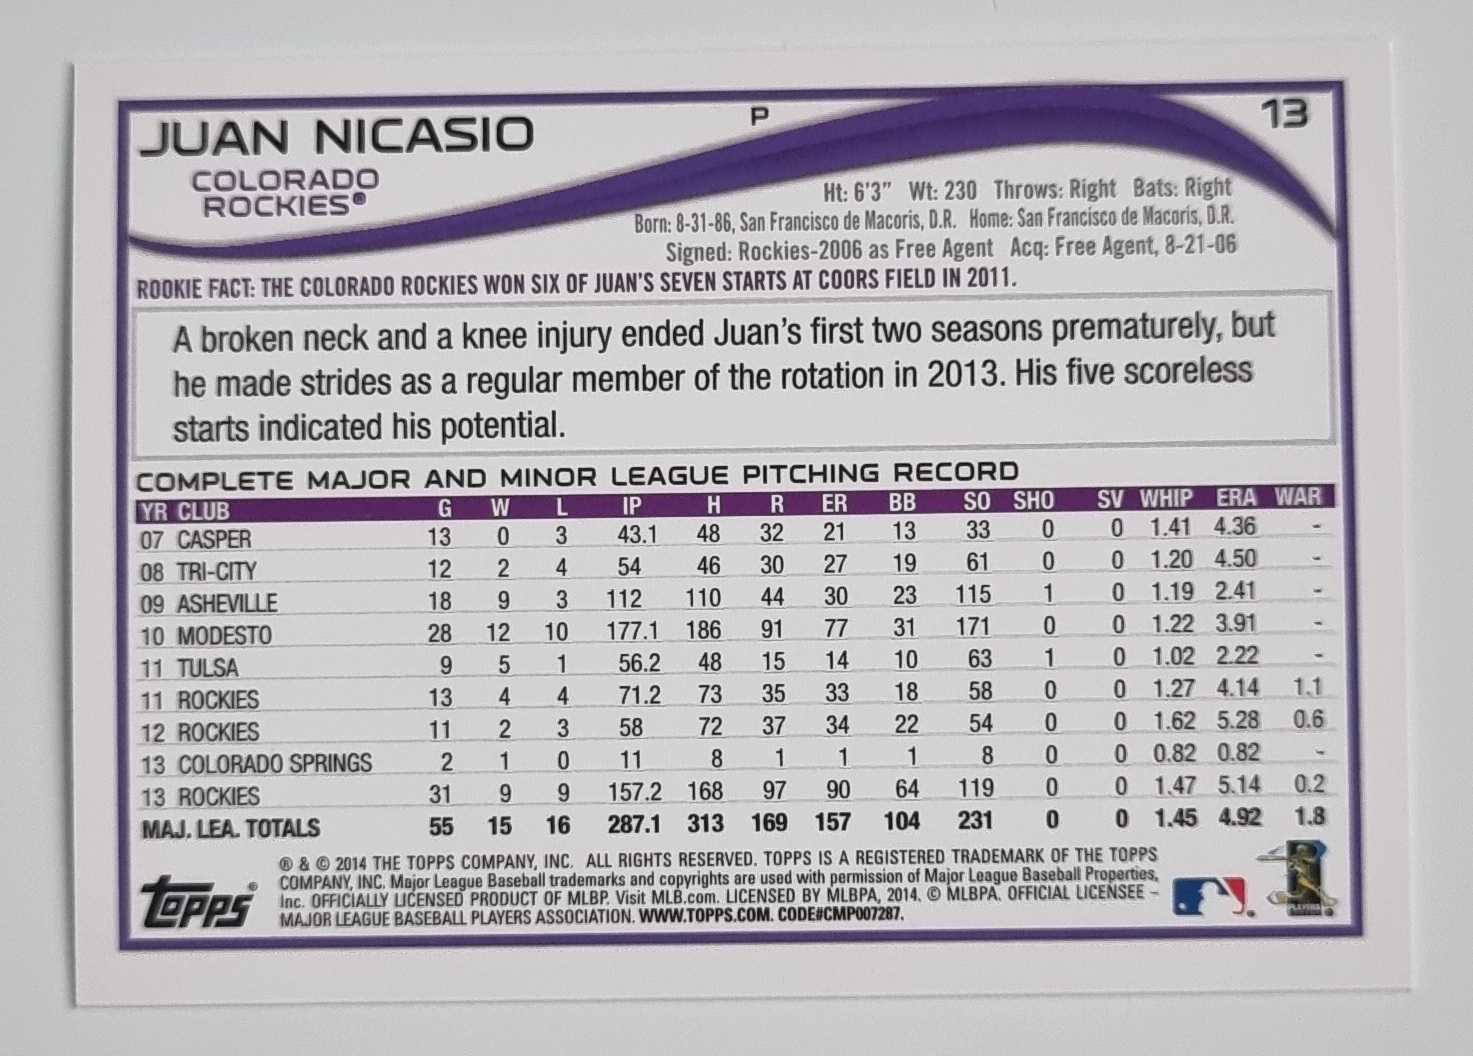 JUAN NICASIO
P
13
COLORADO
ROCKIES®
Ht: 6'3" Wt: 230 Throws: Right Bats: Right
Born: 8-31-86, San Francisco de Macoris, D.R. Home: San Francisco de Macoris, D.R.
Signed: Rockies-2006 as Free Agent Acq: Free Agent, 8-21-06
ROOKIE FACT: THE COLORADO ROCKIES WON SIX OF JUAN'S SEVEN STARTS AT COORS FIELD IN 2011.
A broken neck and a knee injury ended Juan's first two seasons prematurely, but
he made strides as a regular member of the rotation in 2013. His five scoreless
starts indicated his potential.
COMPLETE MAJOR AND MINOR LEAGUE PITCHING RECORD
YR CLUB G W L IP H R ER BB SO SHO SV WHIP ERA WAR
07 CASPER 13 0 3 43.1 48 32 21 13 33 0 0 1.41 4.36 -
08 TRI-CITY 12 2 4 54 46 30 27 19 61 0 0 1.20 4.50 -
09 ASHEVILLE 18 9 3 112 110 44 30 23 115 1 0 1.19 2.41 -
10 MODESTO 28 12 10 177.1 186 91 77 31 171 0 0 1.22 3.91 -
11 TULSA 9 5 1 56.2 48 15 14 10 63 1 0 1.02 2.22 -
11 ROCKIES 13 4 4 71.2 73 35 33 18 58 0 0 1.27 4.14 1.1
12 ROCKIES 11 2 3 58 72 37 34 22 54 0 0 1.62 5.28 0.6
13 COLORADO SPRINGS 2 1 0 11 8 1 1 1 8 0 0 0.82 0.82 -
13 ROCKIES 31 9 9 157.2 168 97 90 64 119 0 0 1.47 5.14 0.2
MAJ. LEA. TOTALS 55 15 16 287.1 313 169 157 104 231 0 0 1.45 4.92 1.8
Topps®
® & © 2014 THE TOPPS COMPANY, INC. ALL RIGHTS RESERVED. TOPPS IS A REGISTERED TRADEMARK OF THE TOPPS
COMPANY, INC. Major League Baseball trademarks and copyrights are used with permission of Major League Baseball Properties,
Inc. OFFICIALLY LICENSED PRODUCT OF MLBP. Visit MLB.com. LICENSED BY MLBPA, 2014. © MLBPA. OFFICIAL LICENSEE –
MAJOR LEAGUE BASEBALL PLAYERS ASSOCIATION. WWW.TOPPS.COM. CODE#CMP007287.